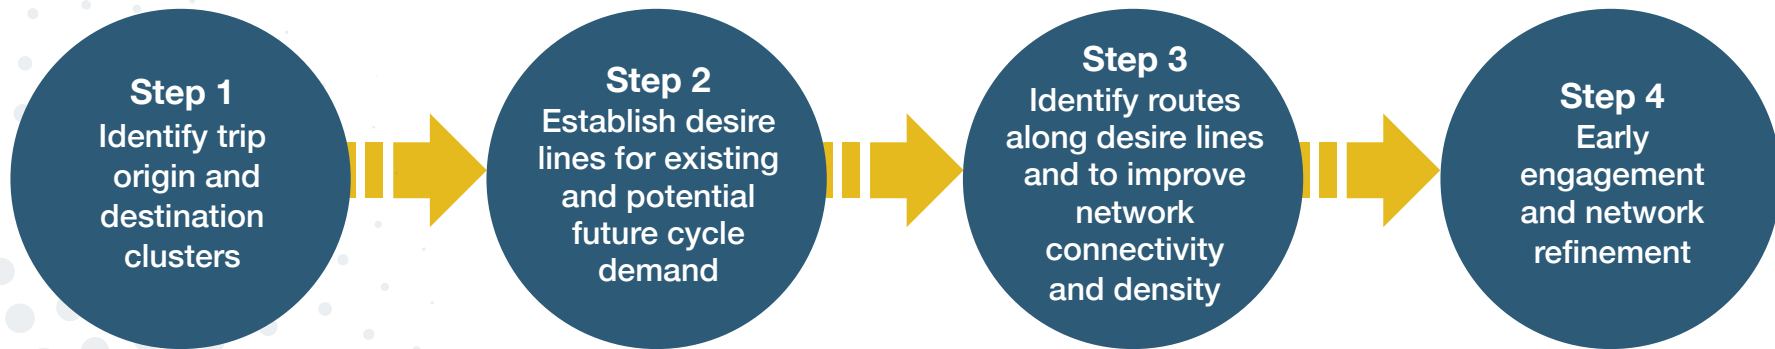 Step 1
Identify trip
origin and
destination
clusters
Step 2
Establish desire
lines for existing
and potential
future cycle
demand
Step 3
Identify routes
along desire lines
and to improve
network
connectivity
and density
Step 4
Early
engagement
and network
refinement